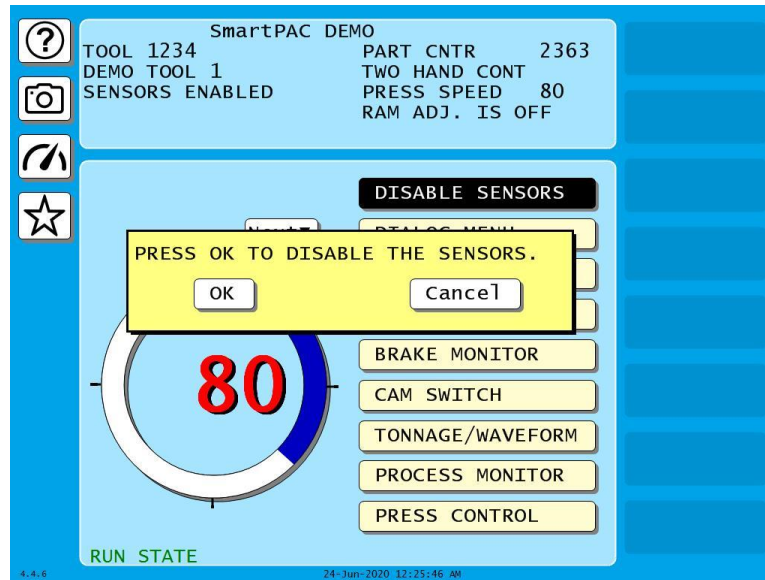 SmartPAC DEMO
TOOL 1234 PART CNTR 2363
DEMO TOOL 1 TWO HAND CONT
SENSORS ENABLED PRESS SPEED 80
RAM ADJ. IS OFF
DISABLE SENSORS
PRESS OK TO DISABLE THE SENSORS.
OK Cancel
BRAKE MONITOR
80
CAM SWITCH
TONNAGE/WAVEFORM
PROCESS MONITOR
PRESS CONTROL
RUN STATE
4.4.6 24-Jun-2020 12:25:46 AM